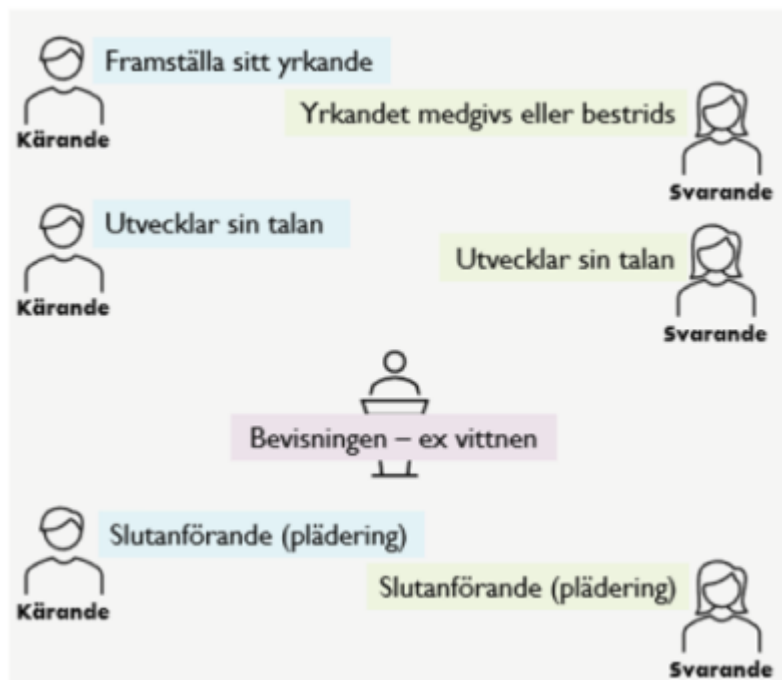 Framställa sitt yrkande
Kärande
Yrkandet medgivs eller bestrids
Svarande
Utvecklar sin talan
Kärande
Utvecklar sin talan
Svarande
Bevisningen – ex vittnen
Slutanförande (plädering)
Kärande
Slutanförande (plädering)
Svarande